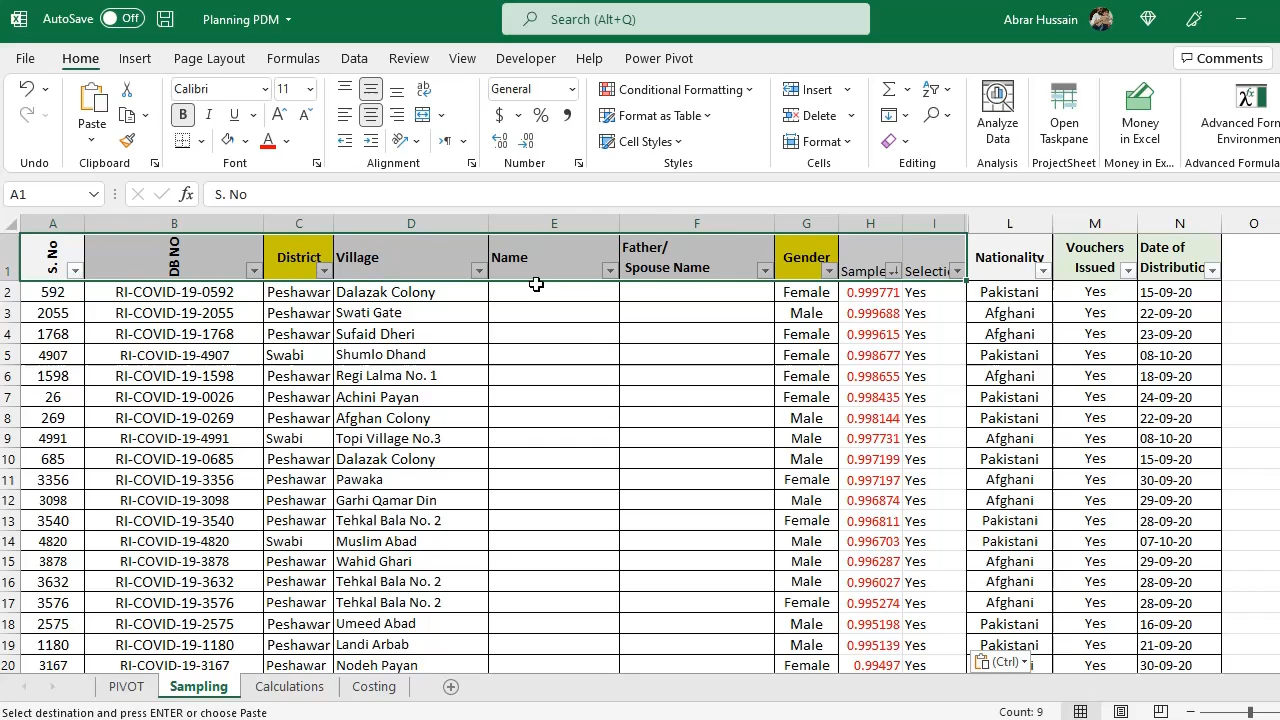 AutoSave Off Planning PDM Search (Alt+Q) Abrar Hussain
File Home Insert Page Layout Formulas Data Review View Developer Help Power Pivot Comments
Paste Calibri 11 General Conditional Formatting Format as Table Cell Styles Insert Delete Format Analyze Data Open Taskpane Money in Excel Advanced Form Environme
Undo Clipboard Font Alignment Number Styles Cells Editing Analysis ProjectSheet Money in Ex... Advanced Formula
A1 fx S. No
A B C D E F G H I L M N O
1 S. No DB NO District Village Name Father/ Spouse Name Gender Sample Selectio Nationality Vouchers Issued Date of Distributio
2 592 RI-COVID-19-0592 Peshawar Dalazak Colony Female 0.999771 Yes Pakistani Yes 15-09-20
3 2055 RI-COVID-19-2055 Peshawar Swati Gate Male 0.999688 Yes Afghani Yes 22-09-20
4 1768 RI-COVID-19-1768 Peshawar Sufaid Dheri Female 0.999615 Yes Afghani Yes 23-09-20
5 4907 RI-COVID-19-4907 Swabi Shumlo Dhand Female 0.998677 Yes Pakistani Yes 08-10-20
6 1598 RI-COVID-19-1598 Peshawar Regi Lalma No. 1 Female 0.998655 Yes Afghani Yes 18-09-20
7 26 RI-COVID-19-0026 Peshawar Achini Payan Female 0.998435 Yes Pakistani Yes 24-09-20
8 269 RI-COVID-19-0269 Peshawar Afghan Colony Male 0.998144 Yes Pakistani Yes 22-09-20
9 4991 RI-COVID-19-4991 Swabi Topi Village No.3 Male 0.997731 Yes Afghani Yes 08-10-20
10 685 RI-COVID-19-0685 Peshawar Dalazak Colony Male 0.997199 Yes Pakistani Yes 15-09-20
11 3356 RI-COVID-19-3356 Peshawar Pawaka Female 0.997197 Yes Afghani Yes 30-09-20
12 3098 RI-COVID-19-3098 Peshawar Garhi Qamar Din Male 0.996874 Yes Afghani Yes 29-09-20
13 3540 RI-COVID-19-3540 Peshawar Tehkal Bala No. 2 Female 0.996811 Yes Pakistani Yes 28-09-20
14 4820 RI-COVID-19-4820 Swabi Muslim Abad Male 0.996703 Yes Pakistani Yes 07-10-20
15 3878 RI-COVID-19-3878 Peshawar Wahid Ghari Male 0.996287 Yes Afghani Yes 29-09-20
16 3632 RI-COVID-19-3632 Peshawar Tehkal Bala No. 2 Male 0.996027 Yes Afghani Yes 28-09-20
17 3576 RI-COVID-19-3576 Peshawar Tehkal Bala No. 2 Female 0.995274 Yes Afghani Yes 28-09-20
18 2575 RI-COVID-19-2575 Peshawar Umeed Abad Male 0.995198 Yes Pakistani Yes 16-09-20
19 1180 RI-COVID-19-1180 Peshawar Landi Arbab Male 0.995139 Yes Pakistani Yes 21-09-20
20 3167 RI-COVID-19-3167 Peshawar Nodeh Payan Female 0.99497 Yes (Ctrl) Yes 30-09-20
PIVOT Sampling Calculations Costing
Select destination and press ENTER or choose Paste Count: 9